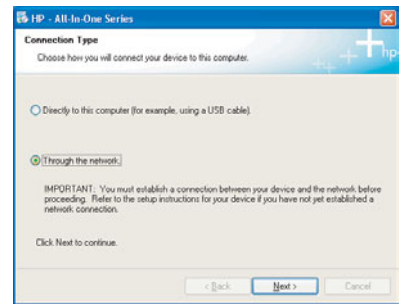 HP - All-In-One Series
Connection Type
Choose how you will connect your device to this computer.
hp
Directly to this computer (for example, using a USB cable).
Through the network.
IMPORTANT: You must establish a connection between your device and the network before
proceeding. Refer to the setup instructions for your device if you have not yet established a
network connection.
Click Next to continue.
< Back
Next >
Cancel